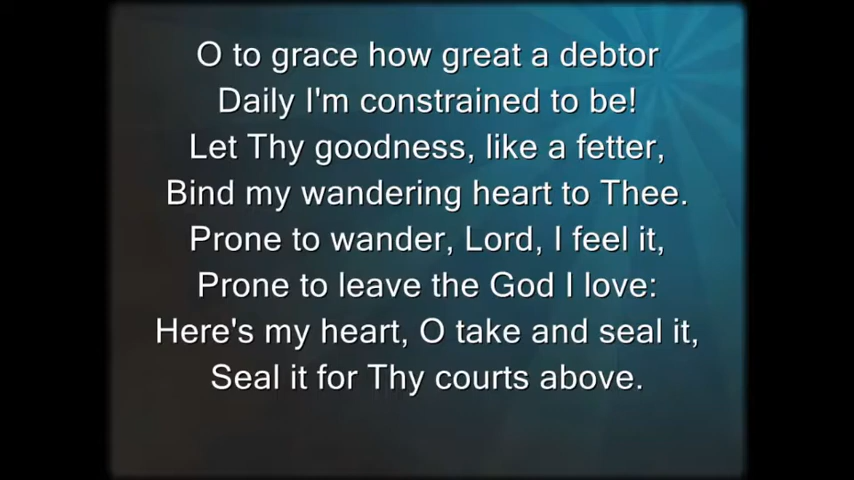 O to grace how great a debtor
Daily I'm constrained to be!
Let Thy goodness, like a fetter,
Bind my wandering heart to Thee.
Prone to wander, Lord, I feel it,
Prone to leave the God I love:
Here's my heart, O take and seal it,
Seal it for Thy courts above.